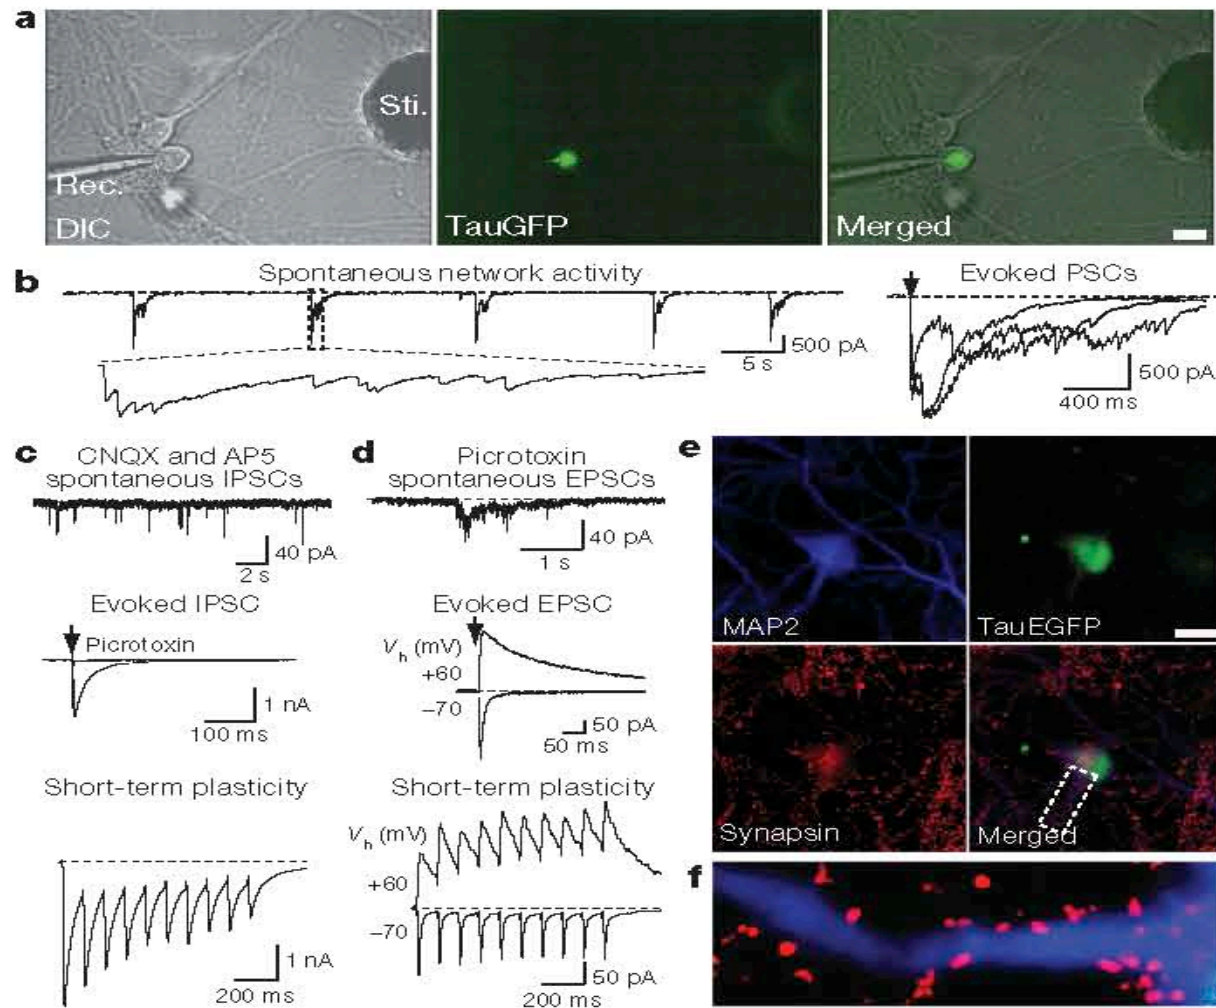 a
Sti.
Rec.
DIC
TauGFP
Merged
b
Spontaneous network activity
500 pA
5 s
Evoked PSCs
500 pA
400 ms
c
CNQX and AP5
spontaneous IPSCs
40 pA
2 s
Evoked IPSC
Picrotoxin
1 nA
100 ms
Short-term plasticity
1 nA
200 ms
d
Picrotoxin
spontaneous EPSCs
40 pA
1 s
Evoked EPSC
Vh (mV)
+60
−70
50 pA
50 ms
Short-term plasticity
Vh (mV)
+60
−70
50 pA
200 ms
e
MAP2
TauEGFP
Synapsin
Merged
f